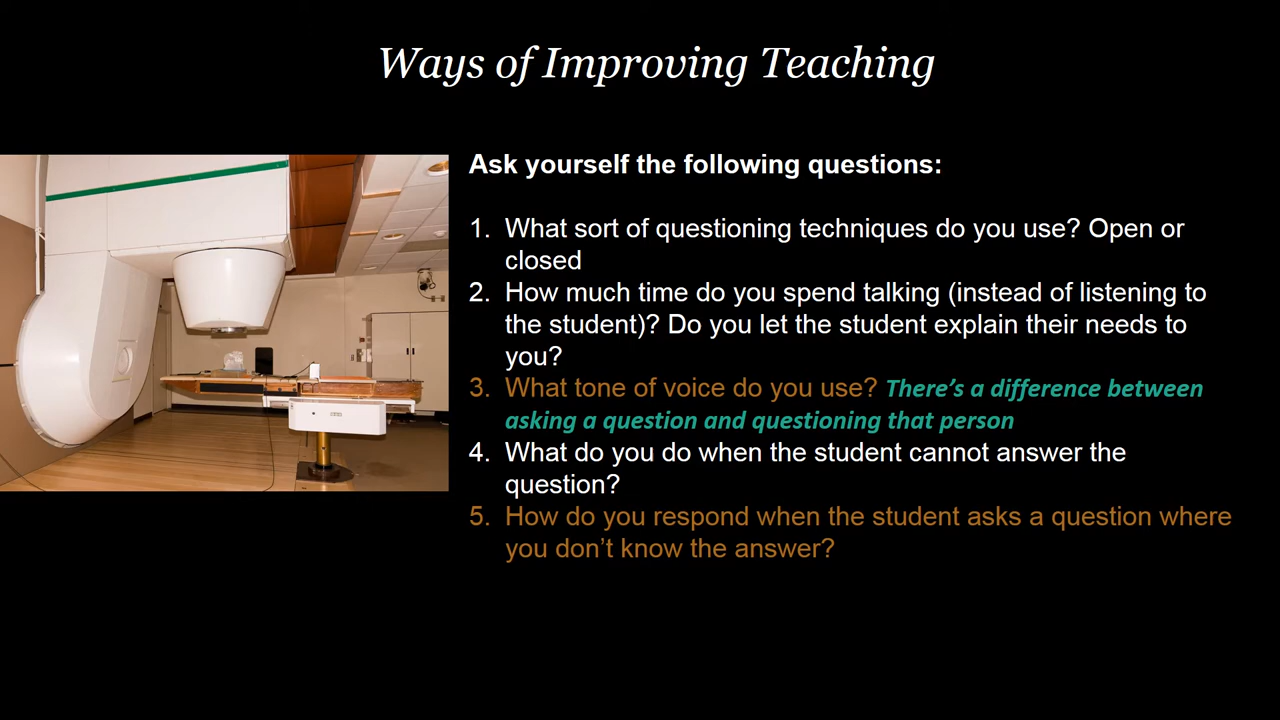 Ways of Improving Teaching
Ask yourself the following questions:
1. What sort of questioning techniques do you use? Open or
closed
2. How much time do you spend talking (instead of listening to
the student)? Do you let the student explain their needs to
you?
3. What tone of voice do you use? There’s a difference between
asking a question and questioning that person
4. What do you do when the student cannot answer the
question?
5. How do you respond when the student asks a question where
you don’t know the answer?